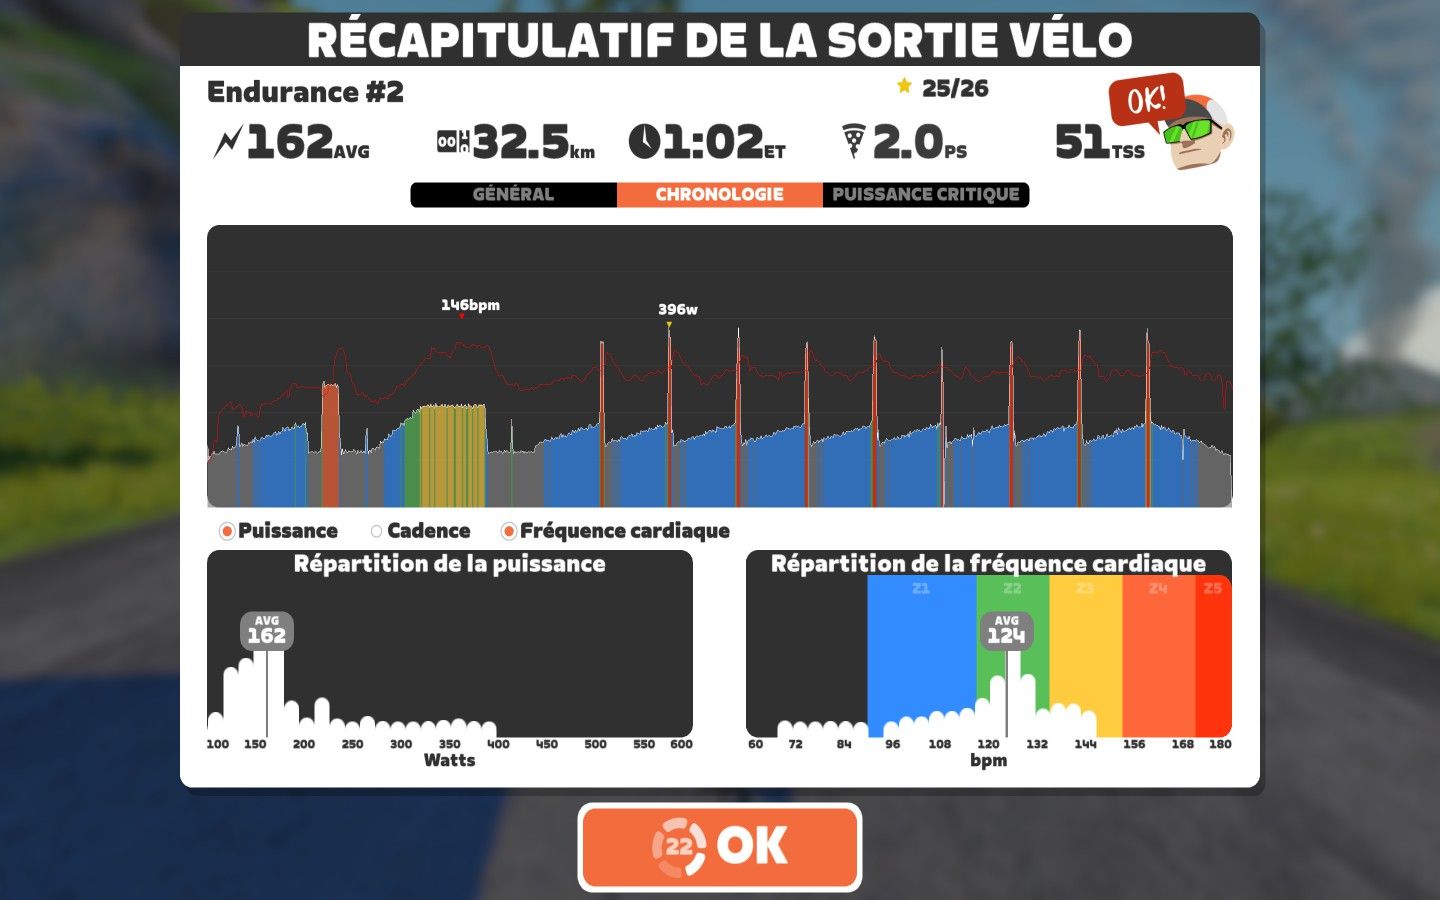 RÉCAPITULATIF DE LA SORTIE VÉLO
Endurance #2
25/26
OK!
162AVG
32.5km
1:02ET
2.0PS
51TSS
GÉNÉRAL
CHRONOLOGIE
PUISSANCE CRITIQUE
146bpm
396w
Puissance
Cadence
Fréquence cardiaque
Répartition de la puissance
AVG
162
100 150 200 250 300 350 400 450 500 550 600
Watts
Répartition de la fréquence cardiaque
Z1 Z2 Z3 Z4 Z5
AVG
124
60 72 84 96 108 120 132 144 156 168 180
bpm
22 OK